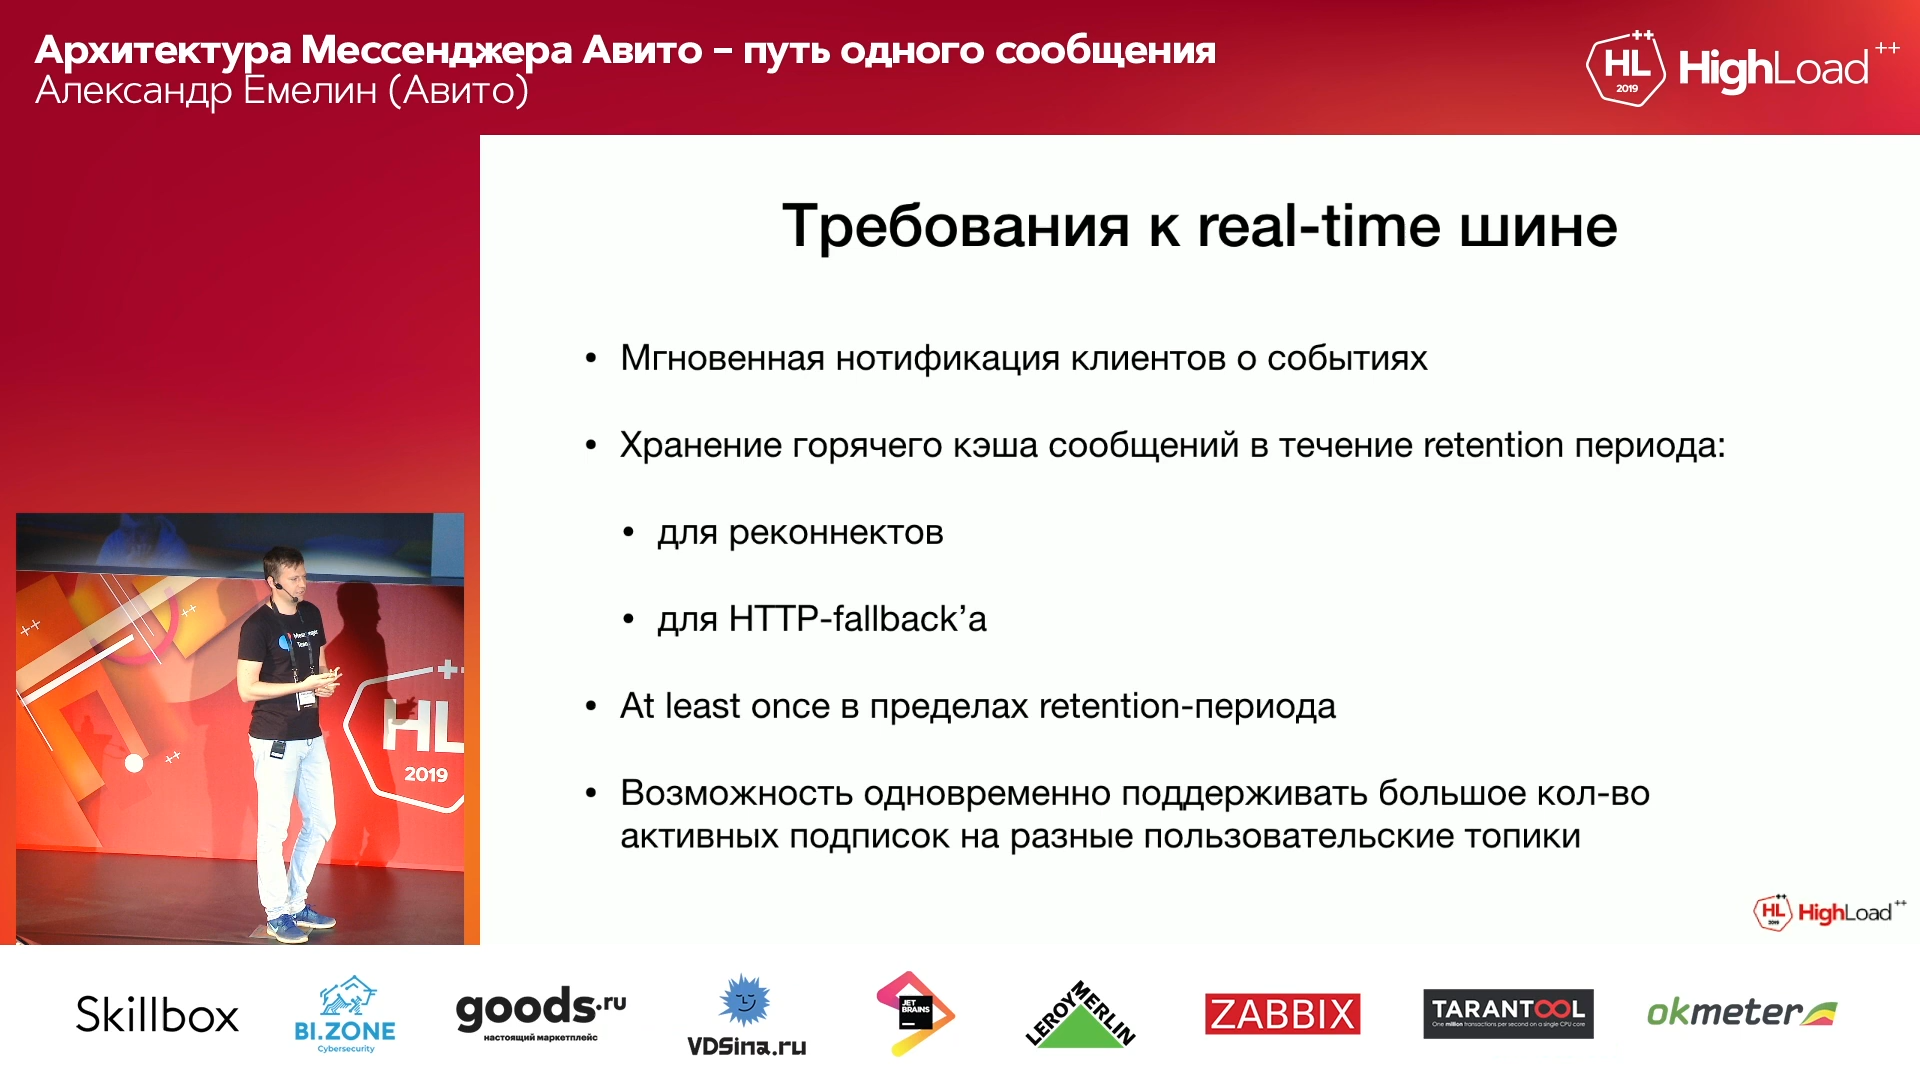 Архитектура Мессенджера Авито – путь одного сообщения
Александр Емелин (Авито)
++
HL
2019
HighLoad++
Требования к real-time шине
• Мгновенная нотификация клиентов о событиях
• Хранение горячего кэша сообщений в течение retention периода:
• для реконнектов
• для HTTP-fallback’а
• At least once в пределах retention-периода
• Возможность одновременно поддерживать большое кол-во
активных подписок на разные пользовательские топики
++
++
++
++
HL
2019
++
HL
2019
HighLoad++
Skillbox
BI.ZONE
Cybersecurity
goods.ru
настоящий маркетплейс
VDSina.ru
JET
BRAINS
LEROY MERLIN
ZABBIX
TARANTOOL
One million transactions per second on a single CPU core
okmeter